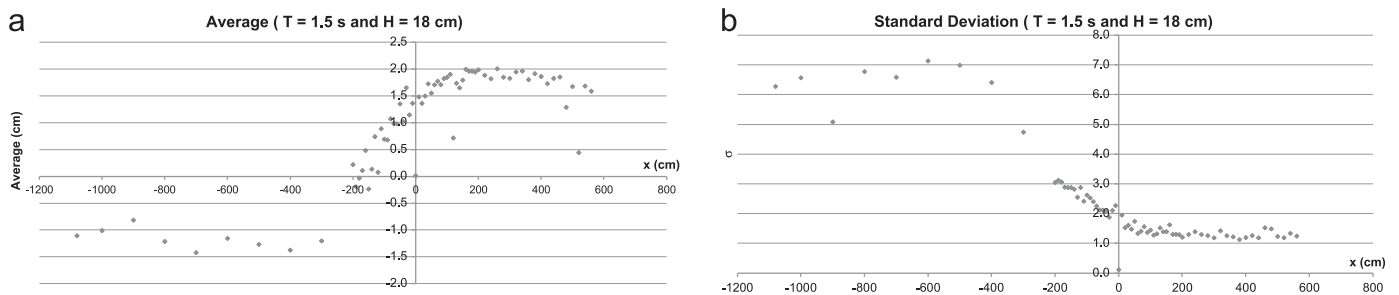 a
Average ( T = 1.5 s and H = 18 cm)
2.5
2.0
1.5
1.0
0.5
0.0
-0.5
-1.0
-1.5
-2.0
Average (cm)
x (cm)
-1200 -1000 -800 -600 -400 -200 0 200 400 600 800
b
Standard Deviation ( T = 1.5 s and H = 18 cm)
8.0
7.0
6.0
5.0
4.0
3.0
2.0
1.0
0.0
σ
x (cm)
-1200 -1000 -800 -600 -400 -200 0 200 400 600 800